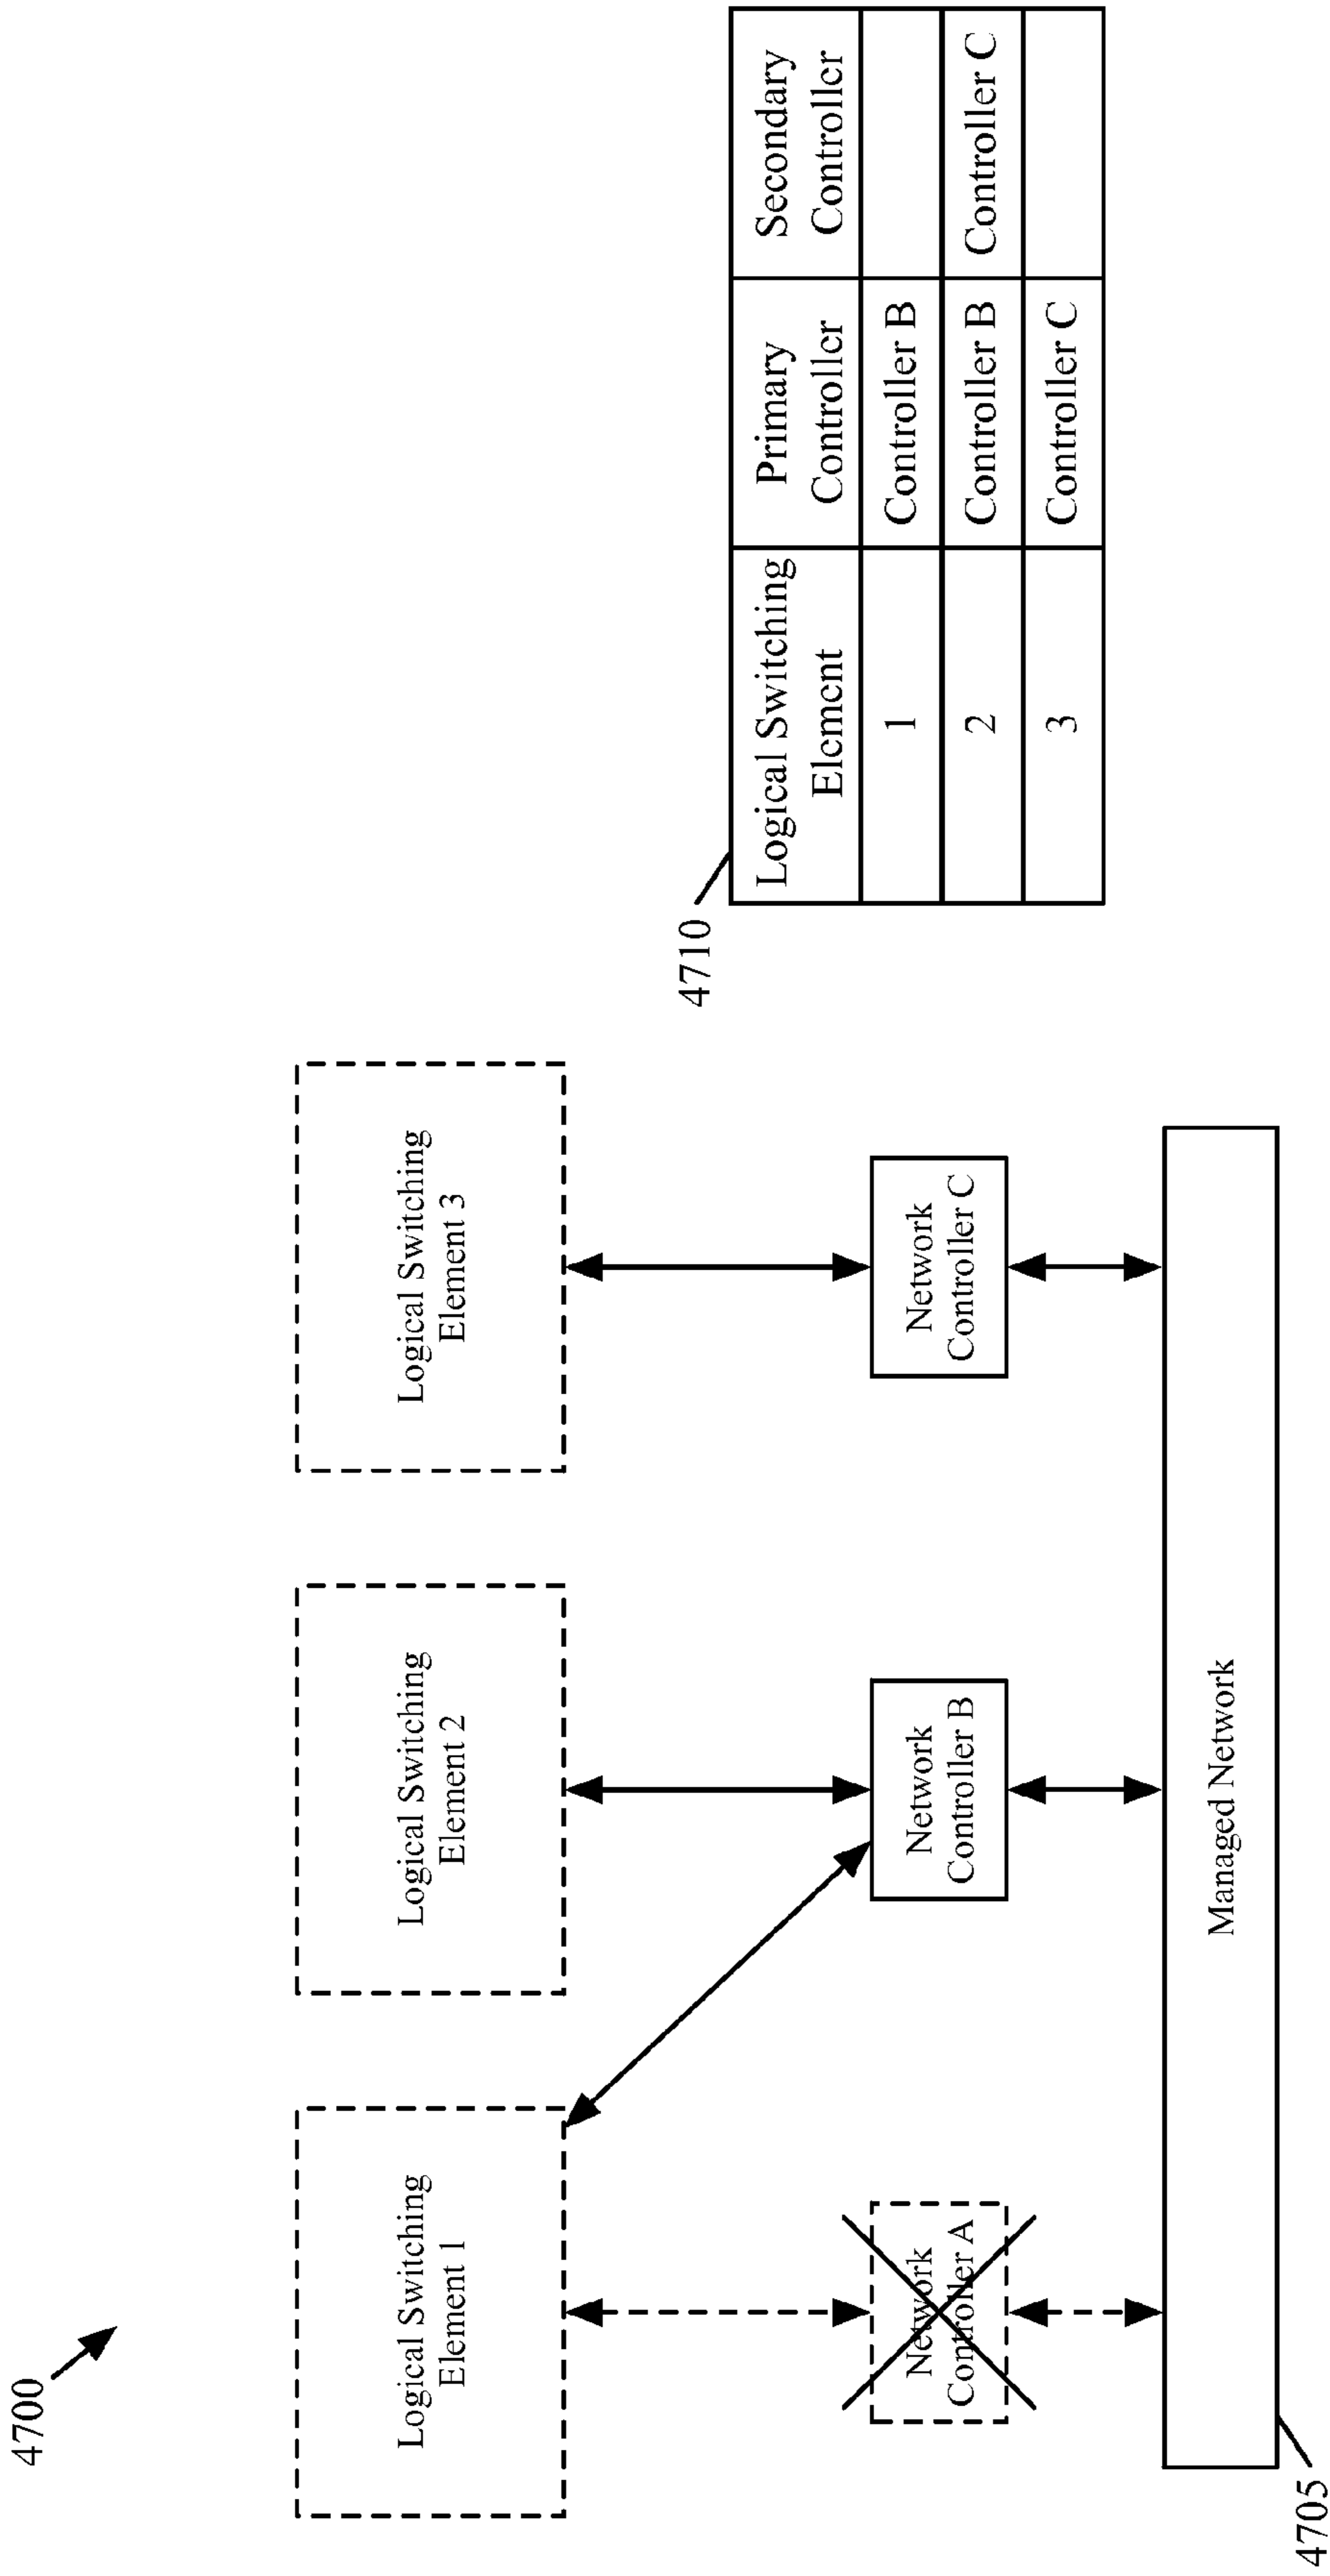 4700
Logical Switching
Element 1
Logical Switching
Element 2
Logical Switching
Element 3
Network
Controller A
Network
Controller B
Network
Controller C
Managed Network
4705
4710
Logical Switching
Element
Primary
Controller
Secondary
Controller
1
Controller B
2
Controller B
Controller C
3
Controller C